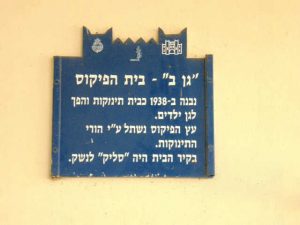 "גן ב" - בית הפיקוס
נבנה ב-1938 כבית תינוקות והפך
לגן ילדים.
עץ הפיקוס נשתל ע"י הורי
התינוקות.
בקיר הבית היה "סליק" לנשק.